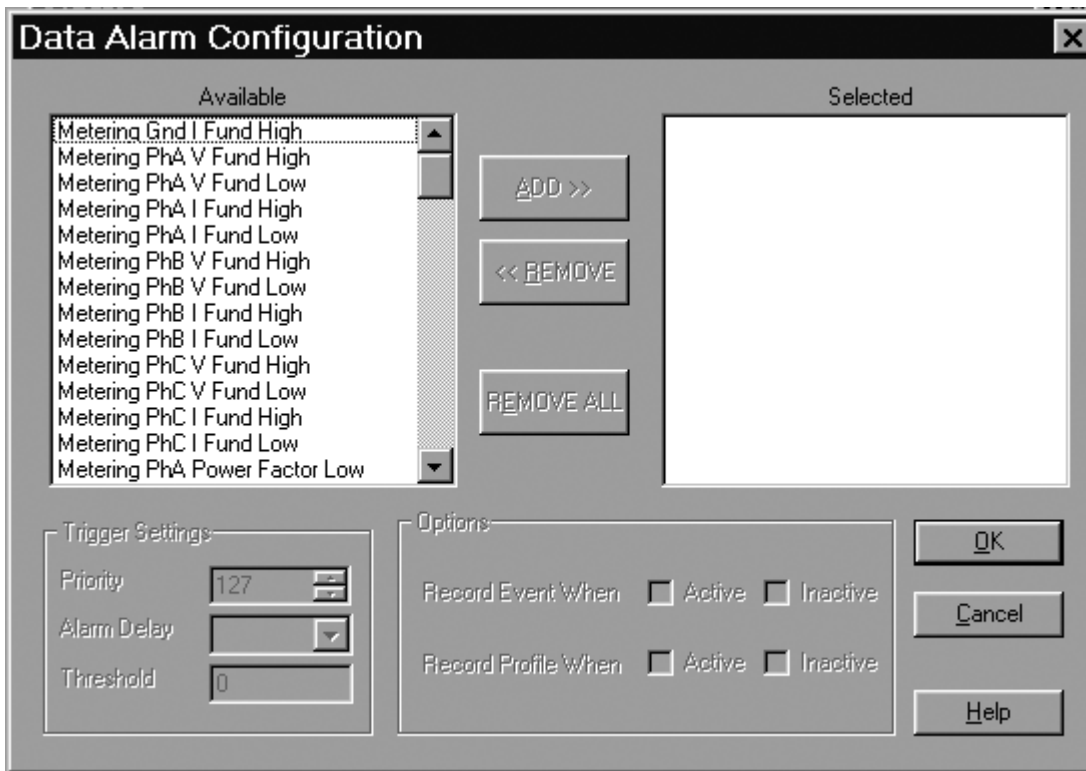 Data Alarm Configuration
Available
Selected
Metering Gnd I Fund High
Metering PhA V Fund High
Metering PhA V Fund Low
Metering PhA I Fund High
Metering PhA I Fund Low
Metering PhB V Fund High
Metering PhB V Fund Low
Metering PhB I Fund High
Metering PhB I Fund Low
Metering PhC V Fund High
Metering PhC V Fund Low
Metering PhC I Fund High
Metering PhC I Fund Low
Metering PhA Power Factor Low
ADD >>
<< REMOVE
REMOVE ALL
Trigger Settings
Priority 127
Alarm Delay
Threshold 0
Options
Record Event When Active Inactive
Record Profile When Active Inactive
OK
Cancel
Help